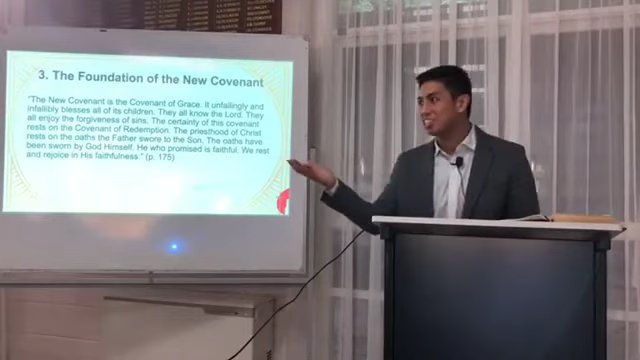 3. The Foundation of the New Covenant
"The New Covenant is the Covenant of Grace. It unfailingly and
infallibly blesses all of its children. They all know the Lord. They
all enjoy the forgiveness of sins. The certainty of this covenant
rests on the Covenant of Redemption. The priesthood of Christ
rests on the oaths the Father swore to the Son. The oaths have
been sworn by God Himself. He who promised is faithful. We rest
and rejoice in His faithfulness." (p. 175)